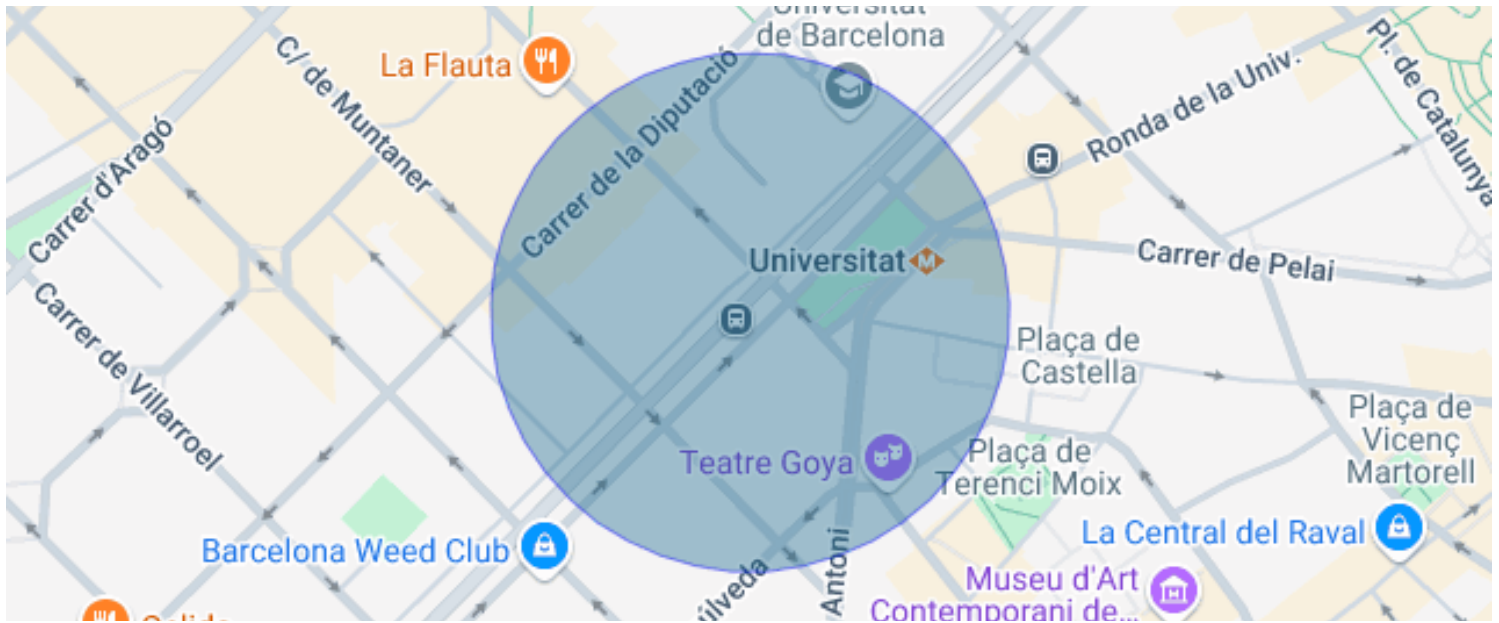 Universitat
de Barcelona
La Flauta
C/ de Muntaner
Carrer de la Diputació
Ronda de la Univ.
Pl. de Catalunya
Carrer d'Aragó
Universitat
M
Carrer de Pelai
Carrer de Villarroel
Plaça de
Castella
Plaça de
Vicenç
Martorell
Teatre Goya
Plaça de
Terenci Moix
Barcelona Weed Club
La Central del Raval
Antoni
úlveda
Museu d'Art
Contemporani de...